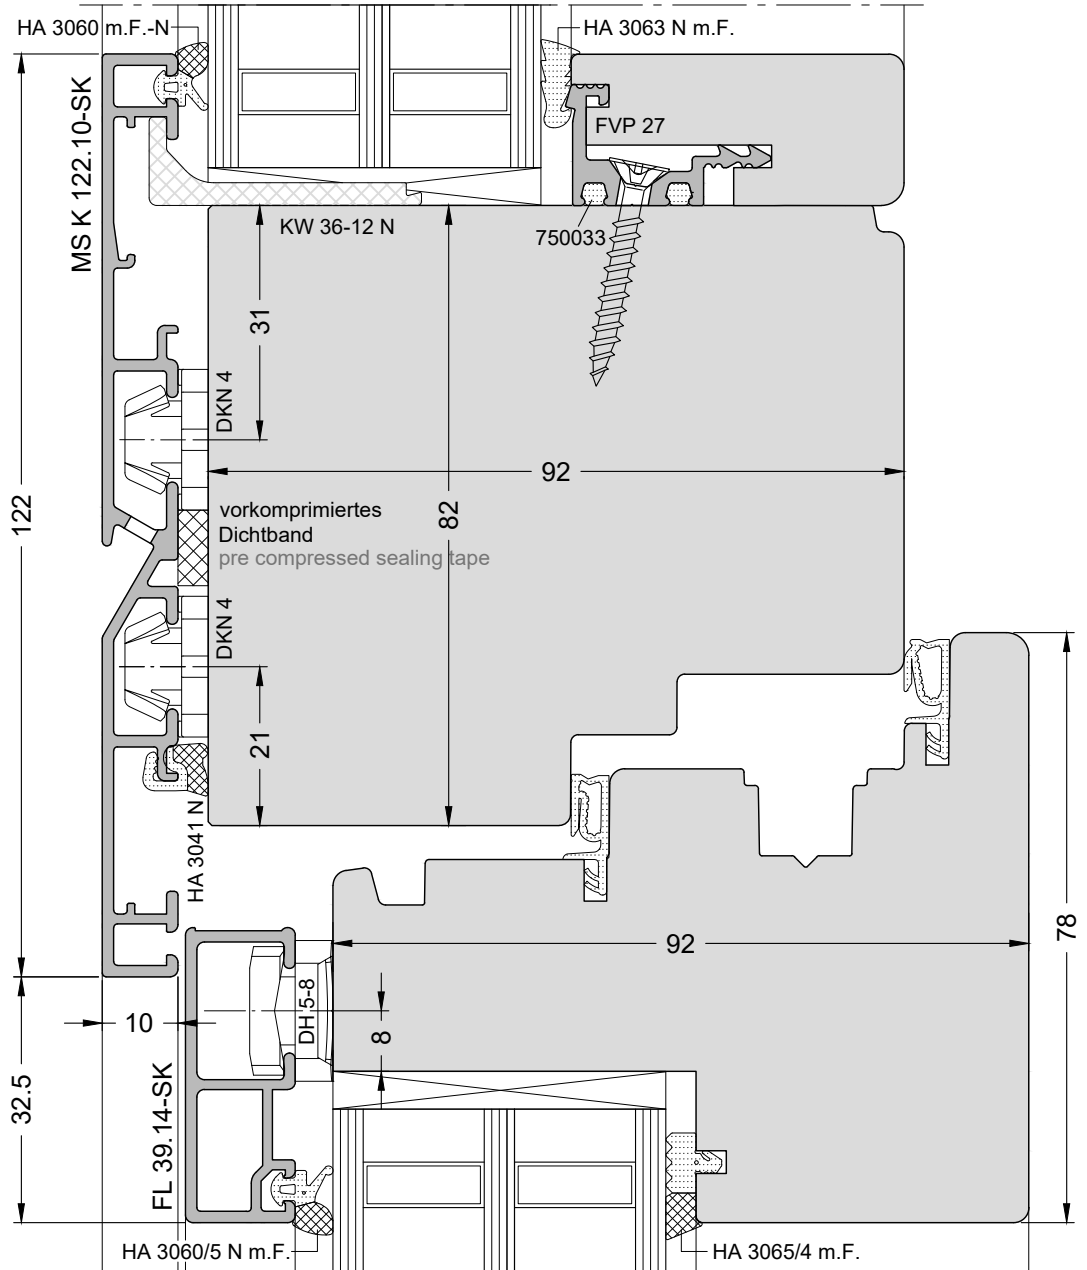 HA 3060 m.F.-N
HA 3063 N m.F.
MS K 122.10-SK
FVP 27
KW 36-12 N
750033
31
DKN 4
92
122
vorkomprimiertes
Dichtband
pre compressed sealing tape
82
DKN 4
21
HA 3041 N
78
92
DH 5-8
10
8
32.5
FL 39.14-SK
HA 3060/5 N m.F.
HA 3065/4 m.F.